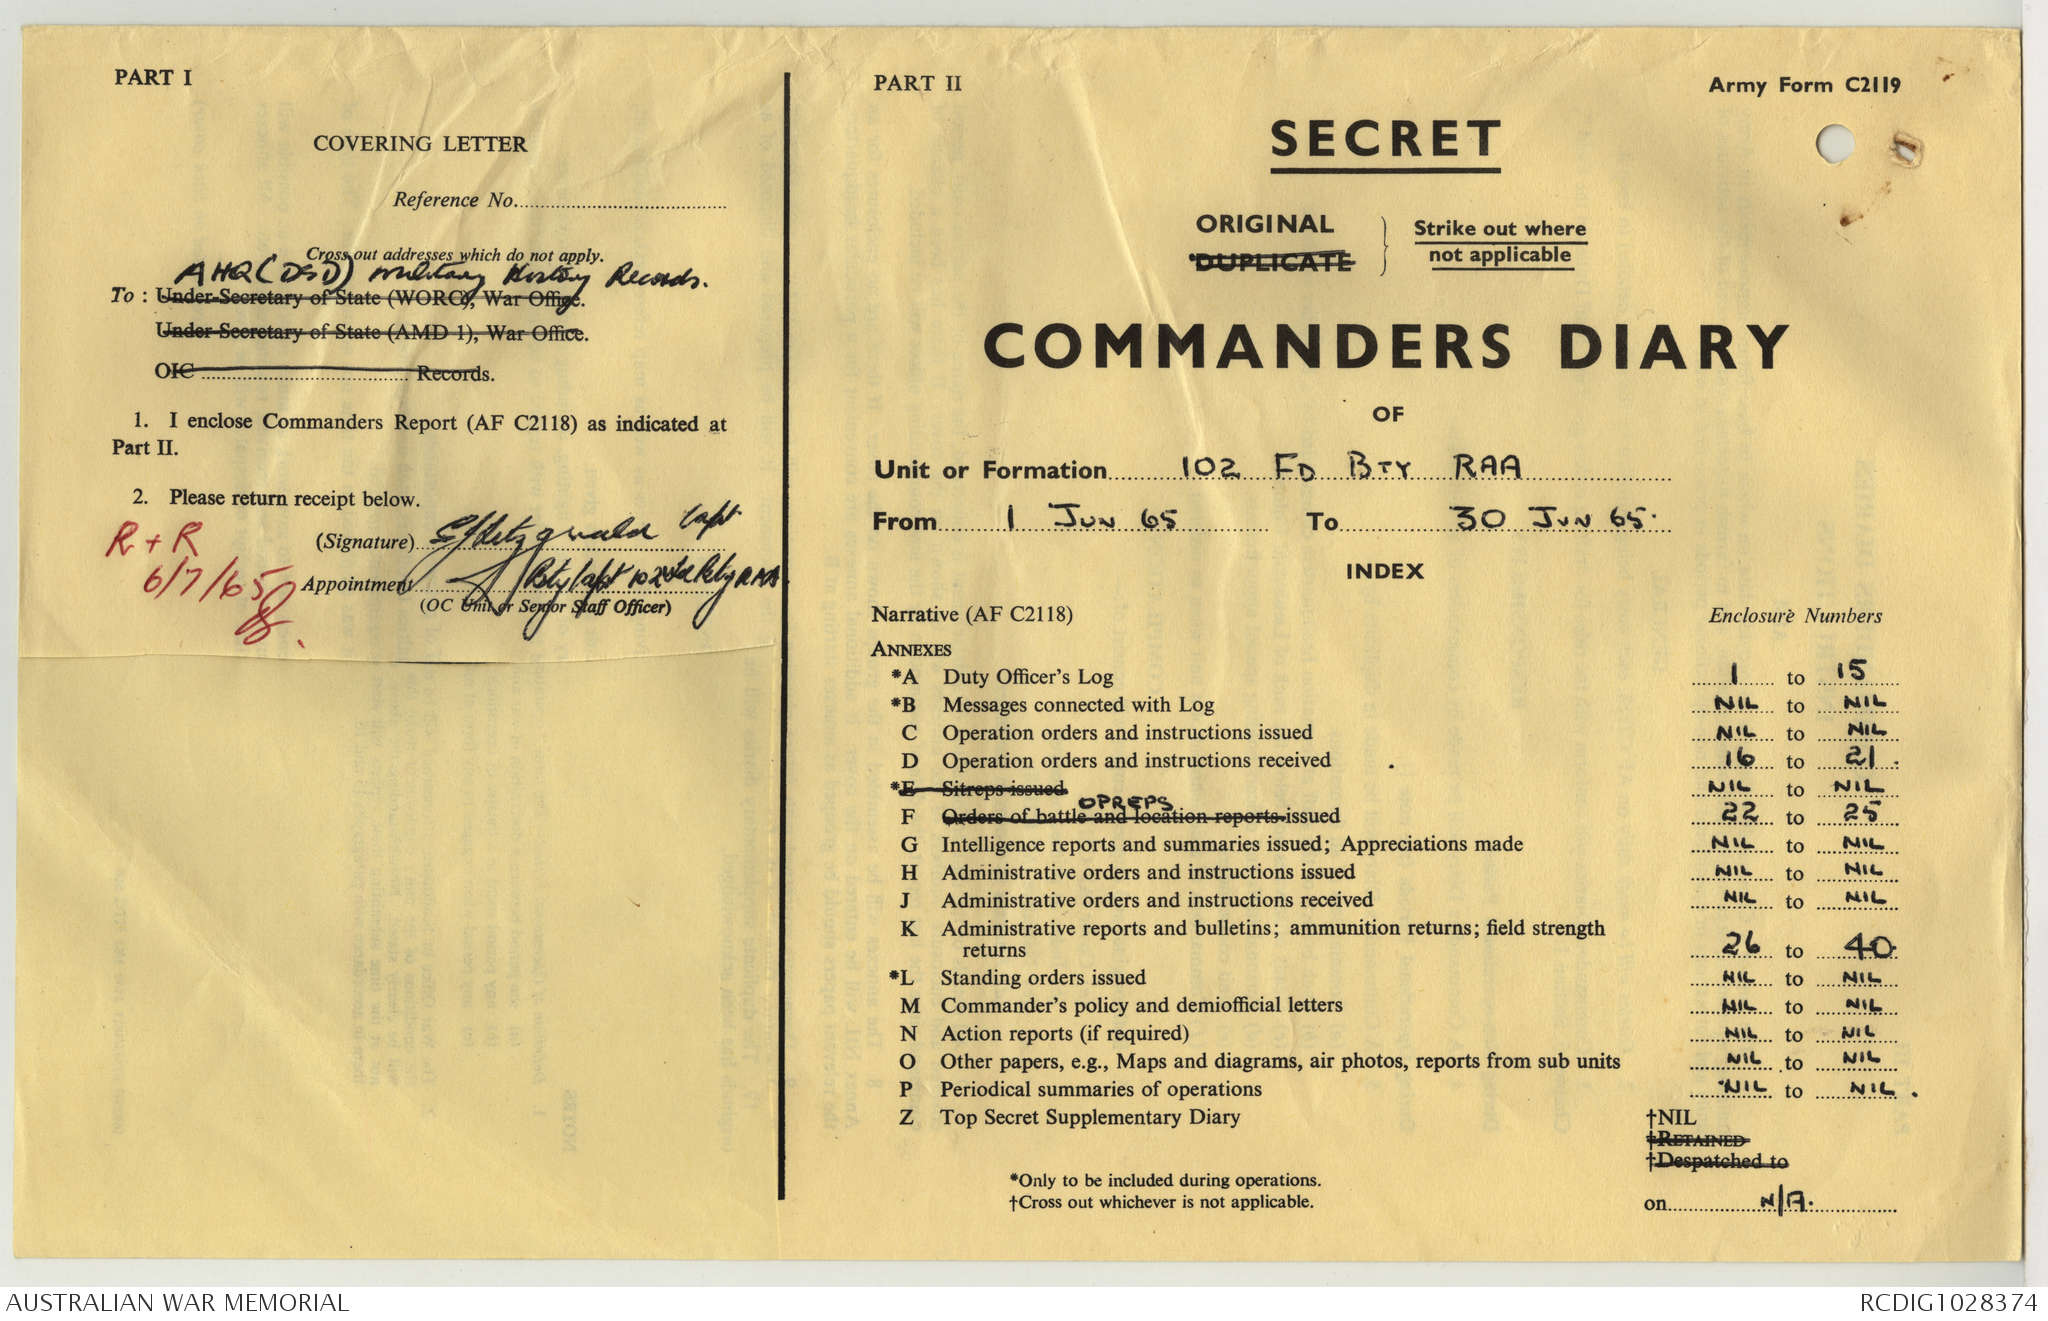 PART I
COVERING LETTER
Reference No.
Cross out addresses which do not apply.
AHQ (DSD) Military History Records.
To : Under-Secretary of State (WORC), War Office.
Under-Secretary of State (AMD 1), War Office.
OIC Records.
1. I enclose Commanders Report (AF C2118) as indicated at
Part II.
2. Please return receipt below.
(Signature) Fitzgerald Capt
R + R
6/7/65
Appointment Bty Capt 102 Fd Bty RAA
(OC Unit or Senior Staff Officer)
PART II
Army Form C2119
SECRET
ORIGINAL
*DUPLICATE
Strike out where
not applicable
COMMANDERS DIARY
OF
Unit or Formation 102 FD BTY RAA
From 1 JUN 65 To 30 JUN 65.
INDEX
Narrative (AF C2118) Enclosure Numbers
ANNEXES
*A Duty Officer's Log 1 to 15
*B Messages connected with Log NIL to NIL
C Operation orders and instructions issued NIL to NIL
D Operation orders and instructions received 16 to 21.
*E Sitreps issued NIL to NIL
OPREPS
F Orders of battle and location reports issued 22 to 25
G Intelligence reports and summaries issued; Appreciations made NIL to NIL
H Administrative orders and instructions issued NIL to NIL
J Administrative orders and instructions received NIL to NIL
K Administrative reports and bulletins; ammunition returns; field strength
returns 26 to 40
*L Standing orders issued NIL to NIL
M Commander's policy and demiofficial letters NIL to NIL
N Action reports (if required) NIL to NIL
O Other papers, e.g., Maps and diagrams, air photos, reports from sub units NIL to NIL
P Periodical summaries of operations NIL to NIL.
Z Top Secret Supplementary Diary †NIL
†RETAINED
†Despatched to
*Only to be included during operations.
†Cross out whichever is not applicable.
on N/A.
AUSTRALIAN WAR MEMORIAL
RCDIG1028374